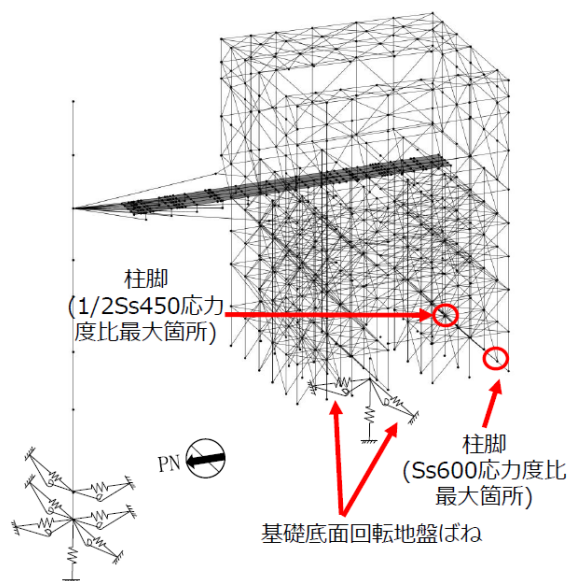 柱脚
(1/2Ss450応力
度比最大箇所)
PN
柱脚
(Ss600応力度比
最大箇所)
基礎底面回転地盤ばね